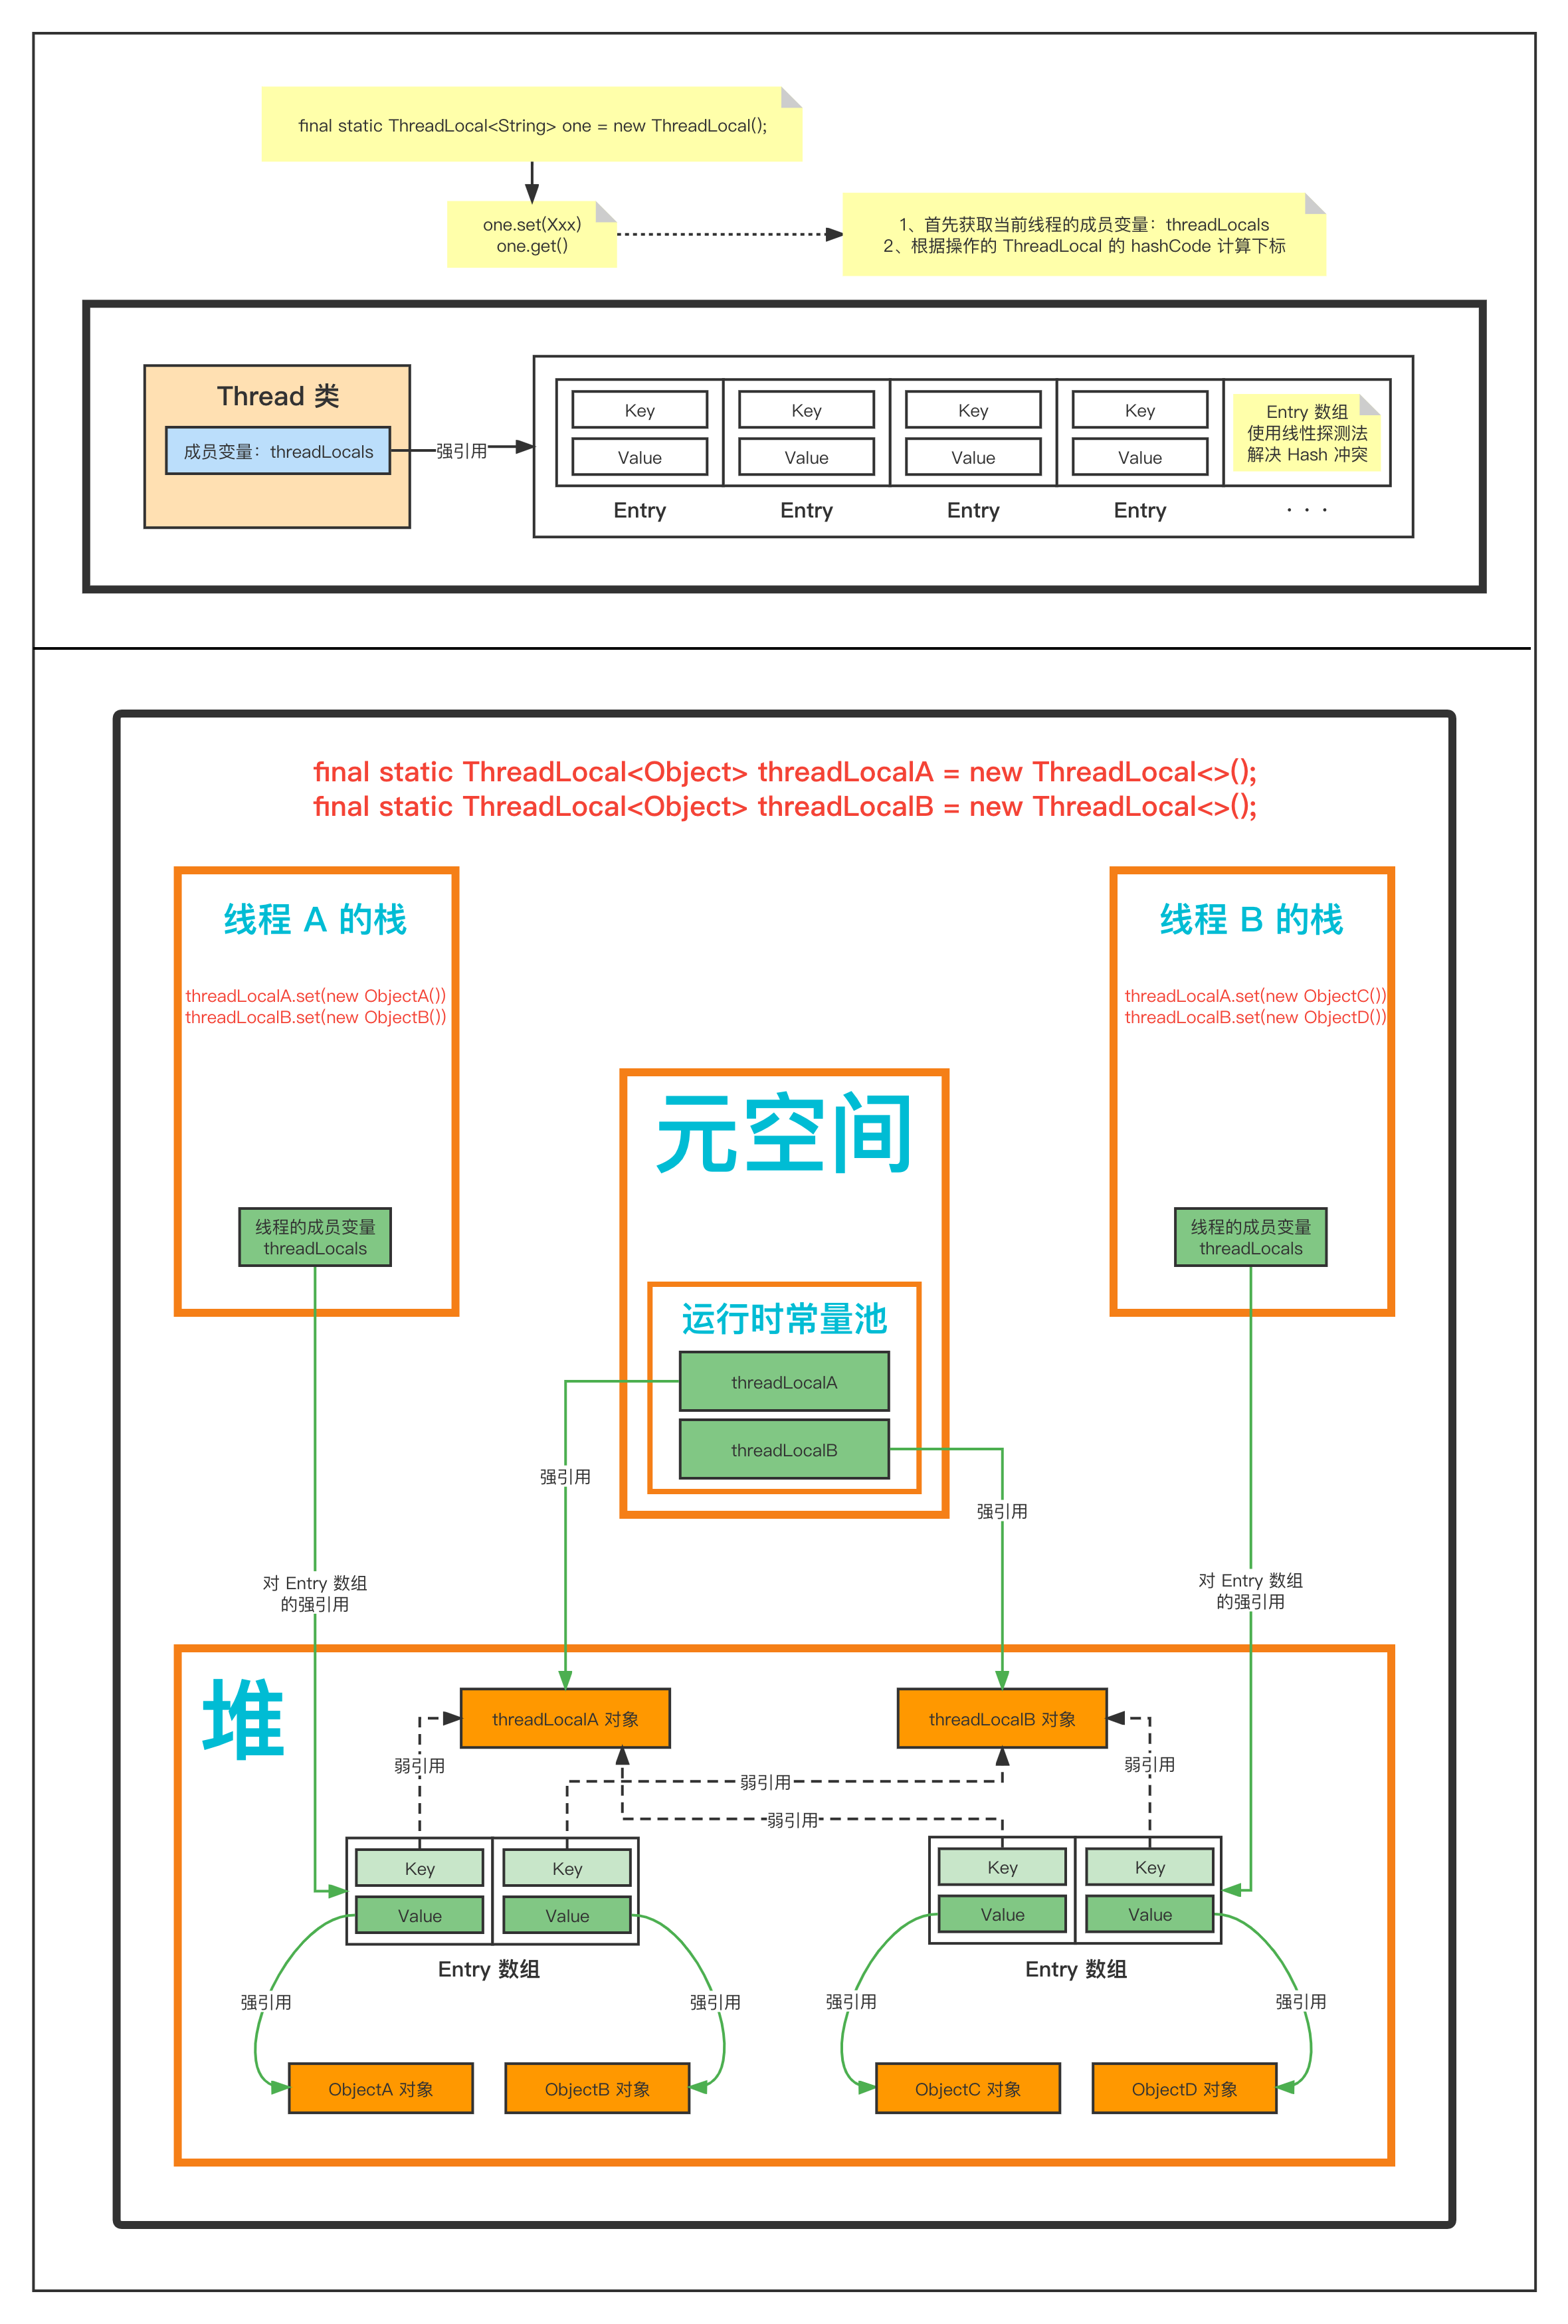 final static ThreadLocal<String> one = new ThreadLocal();
one.set(Xxx)
one.get()
1、首先获取当前线程的成员变量：threadLocals
2、根据操作的 ThreadLocal 的 hashCode 计算下标
Thread 类
成员变量：threadLocals
强引用
Key
Value
Entry
Key
Value
Entry
Key
Value
Entry
Key
Value
Entry
Entry 数组
使用线性探测法
解决 Hash 冲突
· · ·
final static ThreadLocal<Object> threadLocalA = new ThreadLocal<>();
final static ThreadLocal<Object> threadLocalB = new ThreadLocal<>();
线程 A 的栈
threadLocalA.set(new ObjectA())
threadLocalB.set(new ObjectB())
线程的成员变量
threadLocals
线程 B 的栈
threadLocalA.set(new ObjectC())
threadLocalB.set(new ObjectD())
线程的成员变量
threadLocals
元空间
运行时常量池
threadLocalA
threadLocalB
强引用
强引用
对 Entry 数组
的强引用
对 Entry 数组
的强引用
堆
threadLocalA 对象
threadLocalB 对象
弱引用
弱引用
弱引用
弱引用
Key
Key
Value
Value
Entry 数组
Key
Key
Value
Value
Entry 数组
强引用
强引用
强引用
强引用
ObjectA 对象
ObjectB 对象
ObjectC 对象
ObjectD 对象